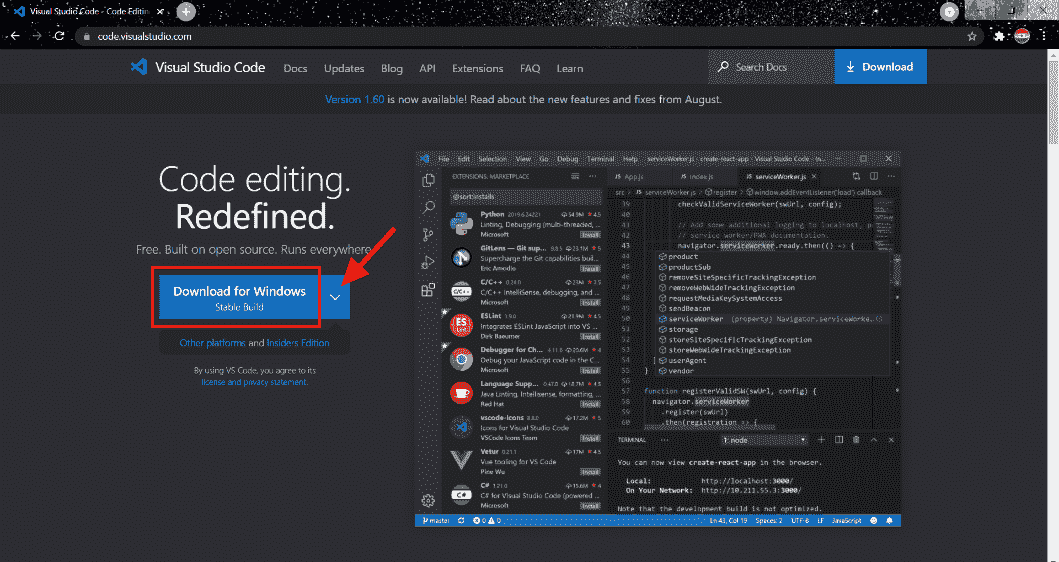 Visual Studio Code - Code Editin
code.visualstudio.com
Visual Studio Code
Docs
Updates
Blog
API
Extensions
FAQ
Learn
Search Docs
Download
Version 1.60 is now available! Read about the new features and fixes from August.
Code editing.
Redefined.
Free. Built on open source. Runs everywhere.
Download for Windows
Stable Build
Other platforms and Insiders Edition
By using VS Code, you agree to its
license and privacy statement.
File Edit Selection View Go Debug Terminal Help serviceWorker.js - create-react-app - Visual Studio Code - In...
EXTENSIONS: MARKETPLACE
@sort:installs
Python 2019.6.24221 54.9M 4.5
Linting, Debugging (multi-threaded, ...
Microsoft Install
GitLens — Git sup... 9.8.5 23.1M 5
Supercharge the Git capabilities buil...
Eric Amodio Install
C/C++ 0.24.0 23M 3.5
C/C++ IntelliSense, debugging, and ...
Microsoft Install
ESLint 1.9.0 21.9M 4.5
Integrates ESLint JavaScript into VS ...
Dirk Baeumer Install
Debugger for Ch... 4.11.6 20.6M 4
Debug your JavaScript code in the C...
Microsoft Install
Language Supp... 0.47.0 18.7M 4.5
Java Linting, Intellisense, formatting, ...
Red Hat Install
vscode-icons 8.8.0 17.2M 5
Icons for Visual Studio Code
VSCode Icons Team Install
Vetur 0.21.1 17M 4.5
Vue tooling for VS Code
Pine Wu Install
C# 1.21.0 15.6M 4
C# for Visual Studio Code (powered ...
Microsoft Install
App.js
index.js
serviceWorker.js
src > serviceWorker.js > register > window.addEventListener('load') callback
39 checkValidServiceWorker(swUrl, config);
40
41 // Add some additional logging to localhost, p
42 // service worker/PWA documentation.
43 navigator.serviceWorker.ready.then(() => {
44 product
45 productSub
46 removeSiteSpecificTrackingException
47 removeWebWideTrackingException
48 requestMediaKeySystemAccess
49 sendBeacon
50 serviceWorker (property) Navigator.serviceWorke...
51 storage
52 storeSiteSpecificTrackingException
53 storeWebWideTrackingException
54 } userAgent
55 } vendor
56
57 function registerValidSW(swUrl, config) {
58 navigator.serviceWorker
59 .register(swUrl)
60 .then(registration => {
TERMINAL
1: node
You can now view create-react-app in the browser.
Local: http://localhost:3000/
On Your Network: http://10.211.55.3:3000/
Note that the development build is not optimized.
master 0 0 Ln 43, Col 19 Spaces: 2 UTF-8 LF JavaScript